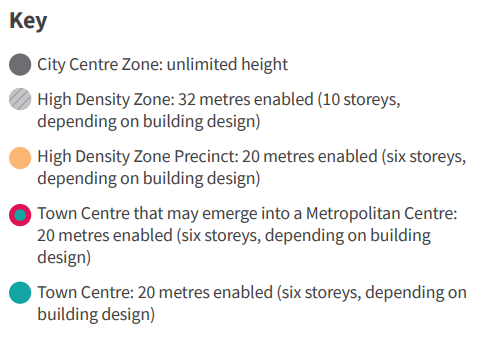 Key
City Centre Zone: unlimited height
High Density Zone: 32 metres enabled (10 storeys,
depending on building design)
High Density Zone Precinct: 20 metres enabled (six storeys,
depending on building design)
Town Centre that may emerge into a Metropolitan Centre:
20 metres enabled (six storeys, depending on building
design)
Town Centre: 20 metres enabled (six storeys, depending on
building design)